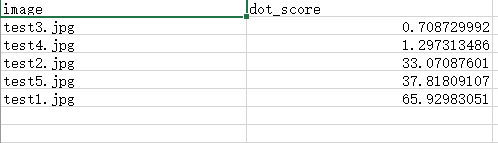 image dot_score
test3.jpg 0.708729992
test4.jpg 1.297313486
test2.jpg 33.07087601
test5.jpg 37.81809107
test1.jpg 65.92983051